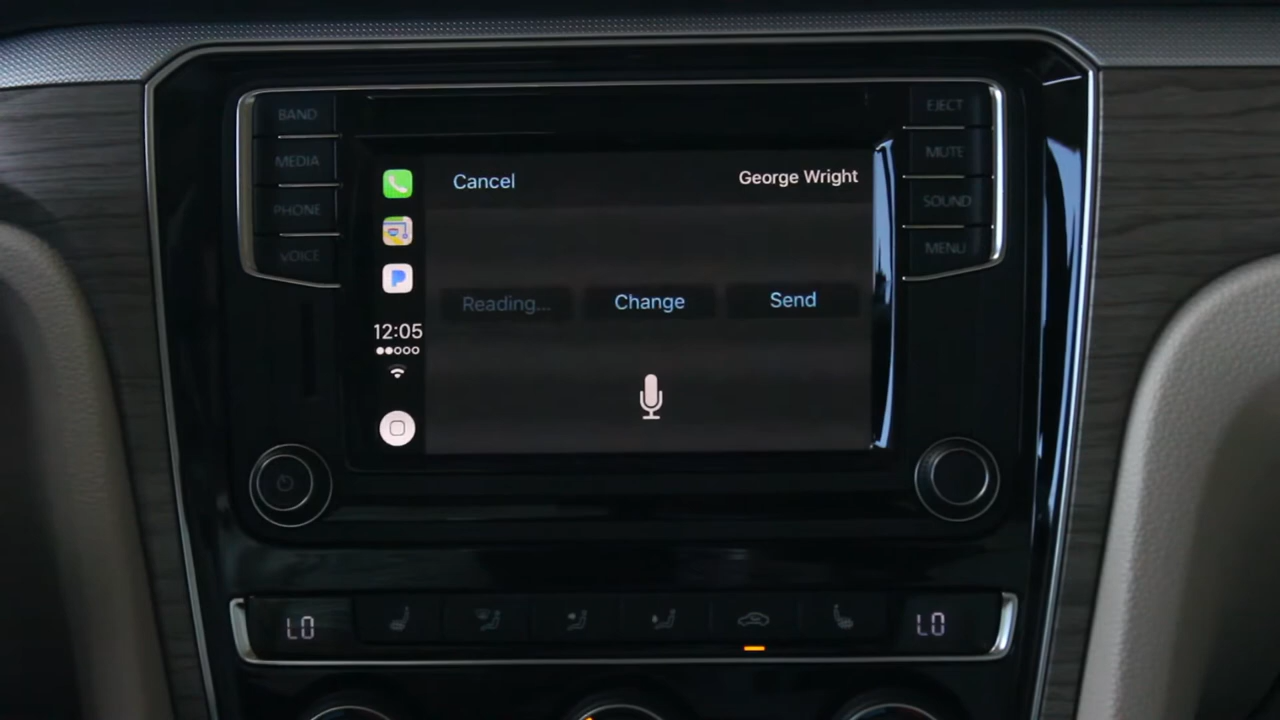 BAND
MEDIA
PHONE
VOICE
EJECT
MUTE
SOUND
MENU
Cancel
George Wright
P
Reading...
Change
Send
12:05
LO
LO